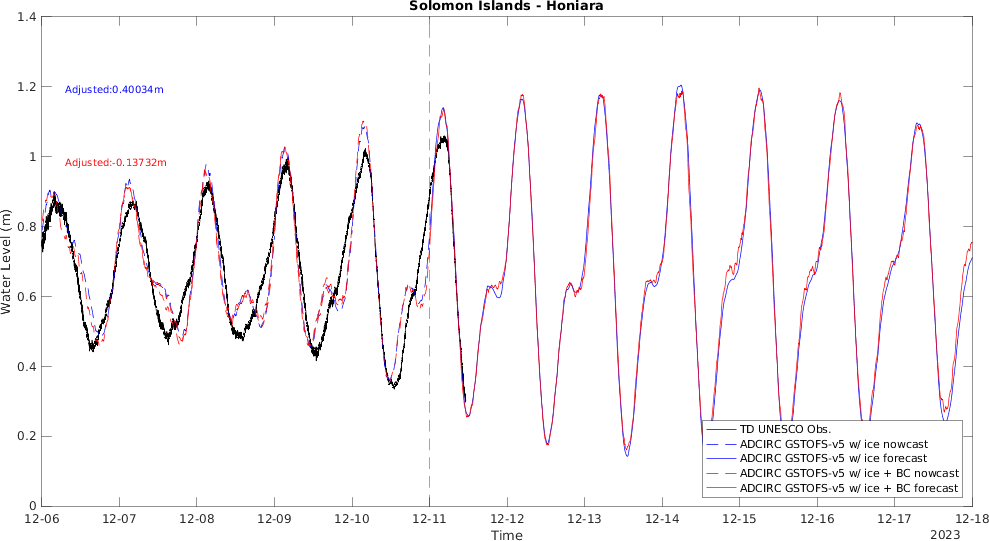 Solomon Islands - Honiara
1.4
1.2
1
0.8
0.6
0.4
0.2
0
Water Level (m)
Adjusted:0.40034m
Adjusted:-0.13732m
TD UNESCO Obs.
ADCIRC GSTOFS-v5 w/ ice nowcast
ADCIRC GSTOFS-v5 w/ ice forecast
ADCIRC GSTOFS-v5 w/ ice + BC nowcast
ADCIRC GSTOFS-v5 w/ ice + BC forecast
12-06 12-07 12-08 12-09 12-10 12-11 12-12 12-13 12-14 12-15 12-16 12-17 12-18
Time
2023